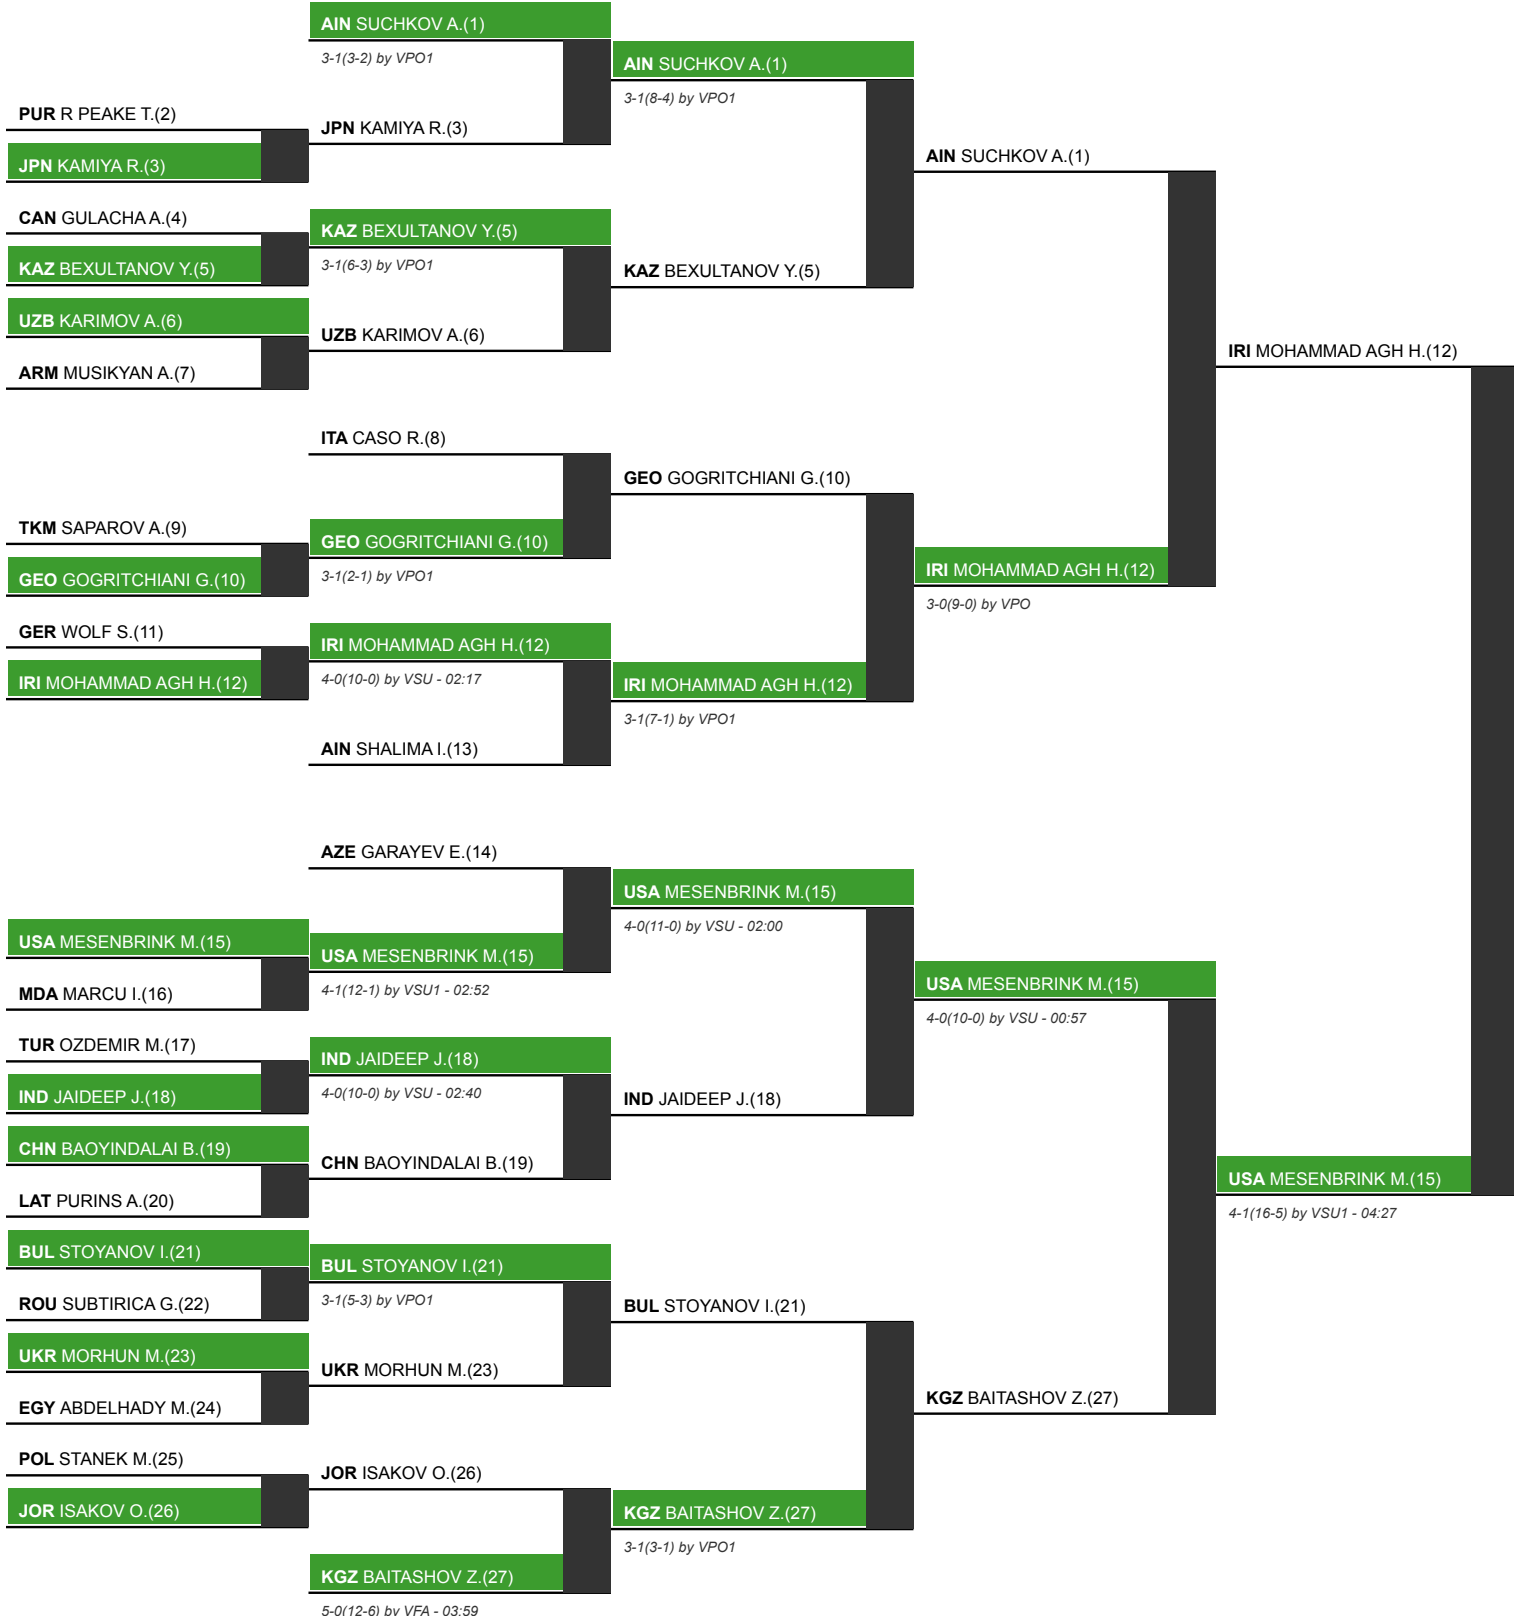 PUR R PEAKE T.(2)
JPN KAMIYA R.(3)
CAN GULACHA A.(4)
KAZ BEXULTANOV Y.(5)
UZB KARIMOV A.(6)
ARM MUSIKYAN A.(7)
TKM SAPAROV A.(9)
GEO GOGRITCHIANI G.(10)
GER WOLF S.(11)
IRI MOHAMMAD AGH H.(12)
USA MESENBRINK M.(15)
MDA MARCU I.(16)
TUR OZDEMIR M.(17)
IND JAIDEEP J.(18)
CHN BAOYINDALAI B.(19)
LAT PURINS A.(20)
BUL STOYANOV I.(21)
ROU SUBTIRICA G.(22)
UKR MORHUN M.(23)
EGY ABDELHADY M.(24)
POL STANEK M.(25)
JOR ISAKOV O.(26)
AIN SUCHKOV A.(1)
3-1(3-2) by VPO1
JPN KAMIYA R.(3)
KAZ BEXULTANOV Y.(5)
3-1(6-3) by VPO1
UZB KARIMOV A.(6)
ITA CASO R.(8)
GEO GOGRITCHIANI G.(10)
3-1(2-1) by VPO1
IRI MOHAMMAD AGH H.(12)
4-0(10-0) by VSU - 02:17
AIN SHALIMA I.(13)
AZE GARAYEV E.(14)
USA MESENBRINK M.(15)
4-1(12-1) by VSU1 - 02:52
IND JAIDEEP J.(18)
4-0(10-0) by VSU - 02:40
CHN BAOYINDALAI B.(19)
BUL STOYANOV I.(21)
3-1(5-3) by VPO1
UKR MORHUN M.(23)
JOR ISAKOV O.(26)
KGZ BAITASHOV Z.(27)
5-0(12-6) by VFA - 03:59
AIN SUCHKOV A.(1)
3-1(8-4) by VPO1
KAZ BEXULTANOV Y.(5)
GEO GOGRITCHIANI G.(10)
IRI MOHAMMAD AGH H.(12)
3-1(7-1) by VPO1
USA MESENBRINK M.(15)
4-0(11-0) by VSU - 02:00
IND JAIDEEP J.(18)
BUL STOYANOV I.(21)
KGZ BAITASHOV Z.(27)
3-1(3-1) by VPO1
AIN SUCHKOV A.(1)
IRI MOHAMMAD AGH H.(12)
3-0(9-0) by VPO
USA MESENBRINK M.(15)
4-0(10-0) by VSU - 00:57
KGZ BAITASHOV Z.(27)
IRI MOHAMMAD AGH H.(12)
USA MESENBRINK M.(15)
4-1(16-5) by VSU1 - 04:27